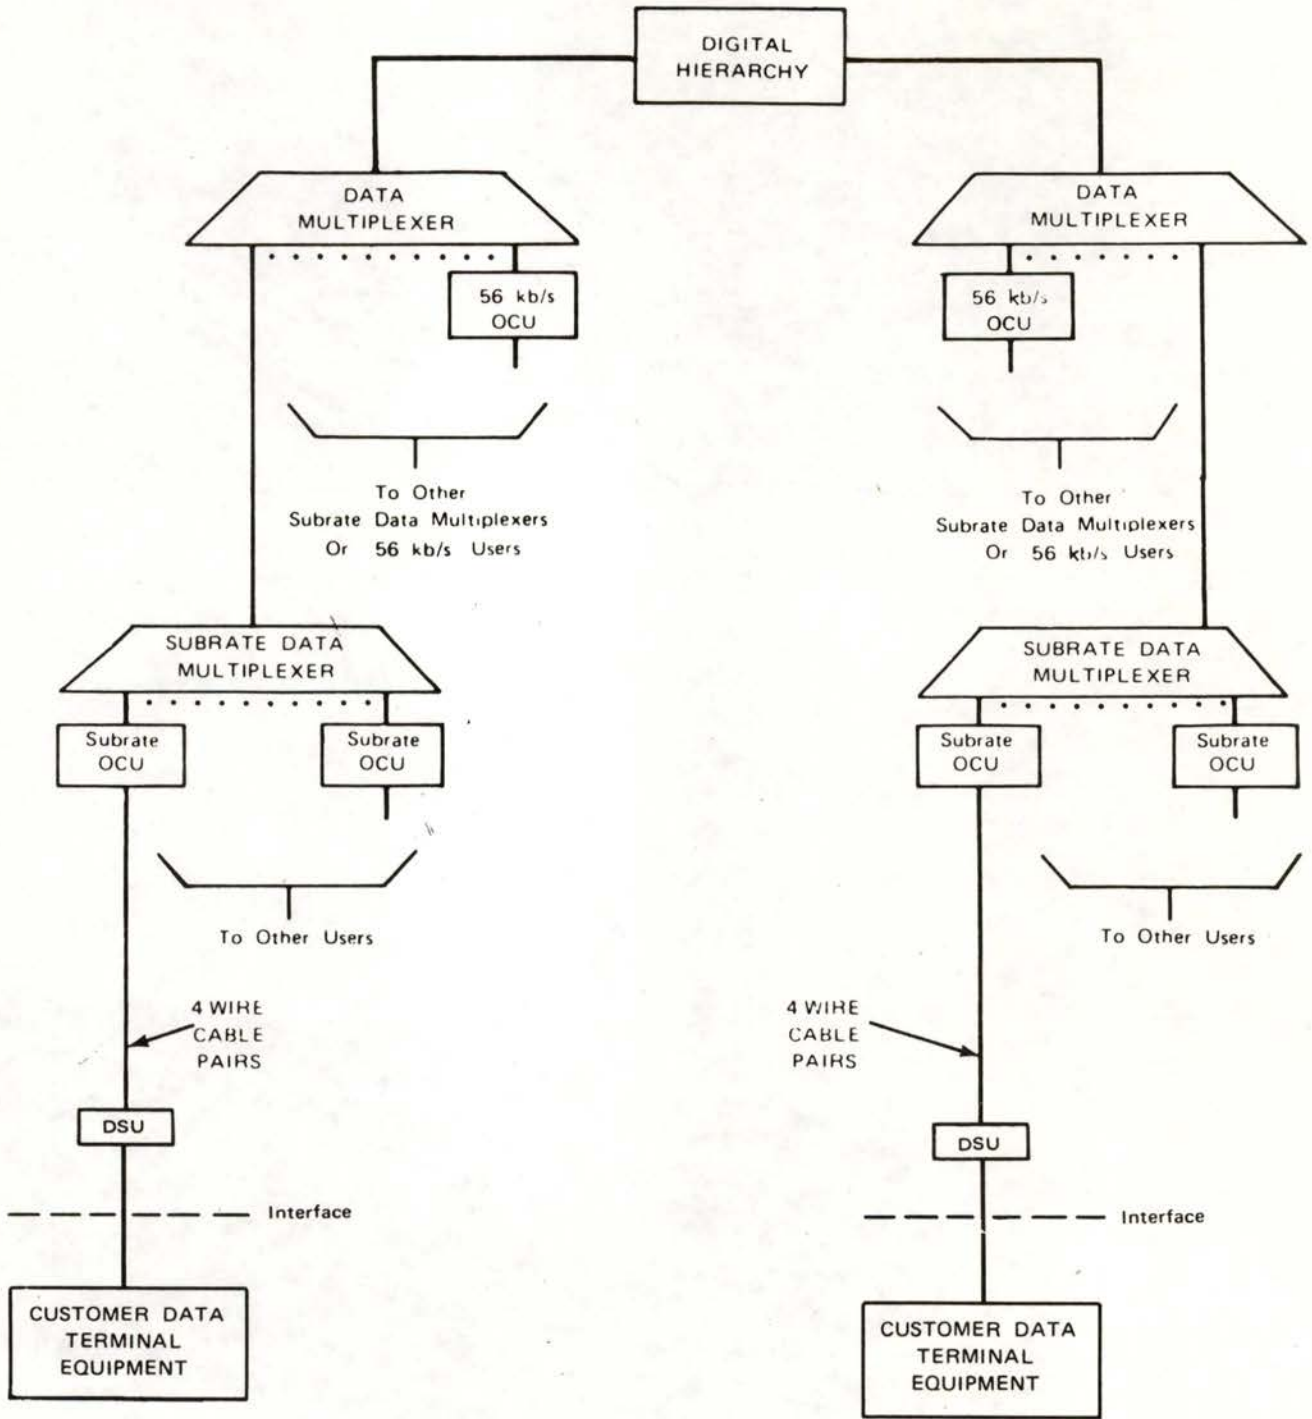 DIGITAL
HIERARCHY
DATA
MULTIPLEXER
DATA
MULTIPLEXER
56 kb/s
OCU
56 kb/s
OCU
To Other
Subrate Data Multiplexers
Or 56 kb/s Users
To Other
Subrate Data Multiplexers
Or 56 kb/s Users
SUBRATE DATA
MULTIPLEXER
SUBRATE DATA
MULTIPLEXER
Subrate
OCU
Subrate
OCU
Subrate
OCU
Subrate
OCU
To Other Users
To Other Users
4 WIRE
CABLE
PAIRS
4 WIRE
CABLE
PAIRS
DSU
DSU
Interface
Interface
CUSTOMER DATA
TERMINAL
EQUIPMENT
CUSTOMER DATA
TERMINAL
EQUIPMENT